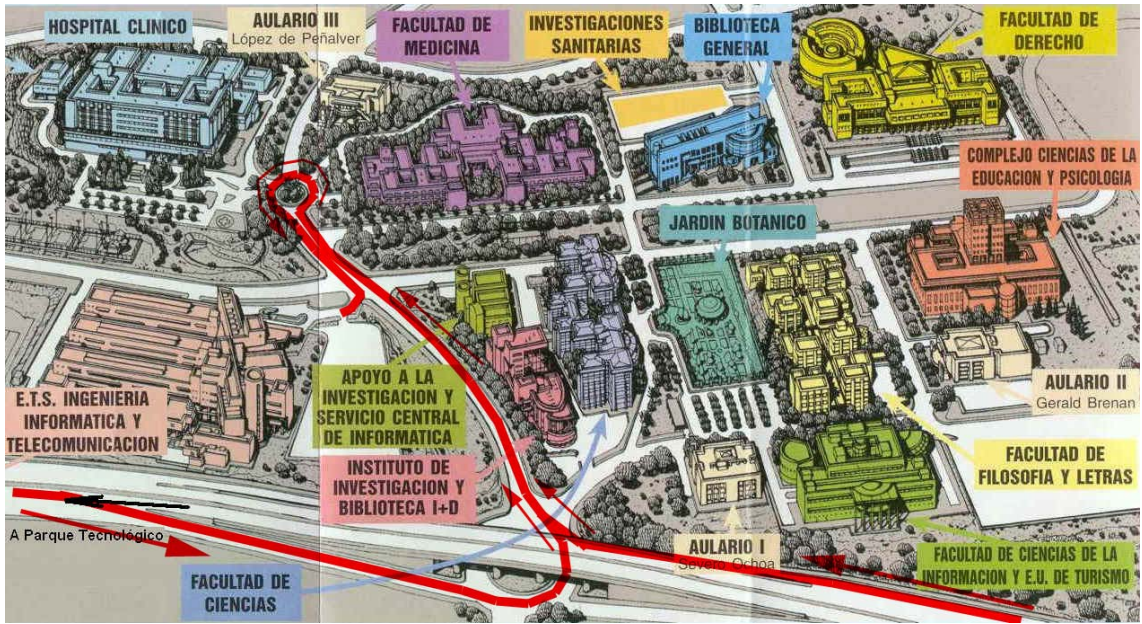 HOSPITAL CLINICO
AULARIO III
López de Peñalver
FACULTAD DE
MEDICINA
INVESTIGACIONES
SANITARIAS
BIBLIOTECA
GENERAL
FACULTAD DE
DERECHO
COMPLEJO CIENCIAS DE LA
EDUCACION Y PSICOLOGIA
JARDIN BOTANICO
E.T.S. INGENIERIA
INFORMATICA Y
TELECOMUNICACION
APOYO A LA
INVESTIGACION Y
SERVICIO CENTRAL
DE INFORMATICA
AULARIO II
Gerald Brenan
INSTITUTO DE
INVESTIGACION Y
BIBLIOTECA I+D
FACULTAD DE
FILOSOFIA Y LETRAS
A Parque Tecnológico
AULARIO I
Severo Ochoa
FACULTAD DE
CIENCIAS
FACULTAD DE CIENCIAS DE LA
INFORMACION Y E.U. DE TURISMO